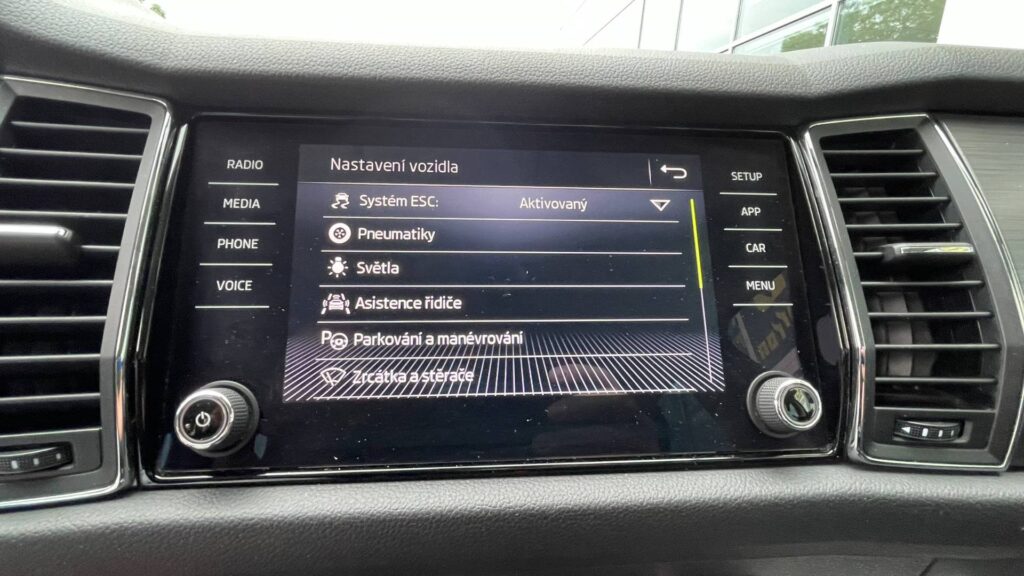 RADIO
MEDIA
PHONE
VOICE
Nastavení vozidla
Systém ESC: Aktivovaný
Pneumatiky
Světla
Asistence řidiče
Parkování a manévrování
Zrcátka a stěrače
SETUP
APP
CAR
MENU